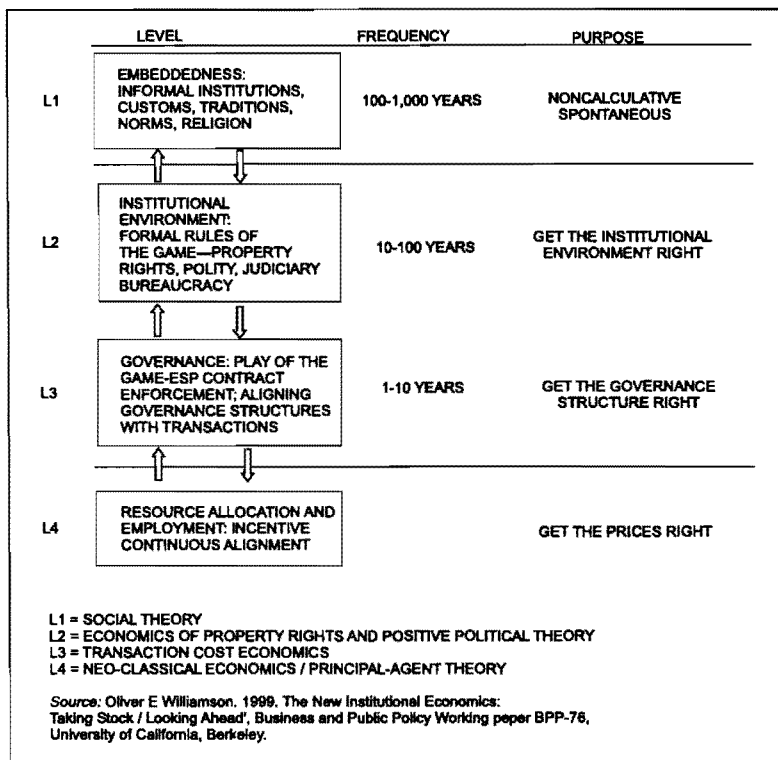 LEVEL FREQUENCY PURPOSE
L1
EMBEDDEDNESS:
INFORMAL INSTITUTIONS,
CUSTOMS, TRADITIONS,
NORMS, RELIGION
100-1,000 YEARS
NONCALCULATIVE
SPONTANEOUS
L2
INSTITUTIONAL
ENVIRONMENT:
FORMAL RULES OF
THE GAME—PROPERTY
RIGHTS, POLITY, JUDICIARY
BUREAUCRACY
10-100 YEARS
GET THE INSTITUTIONAL
ENVIRONMENT RIGHT
L3
GOVERNANCE: PLAY OF THE
GAME-ESP CONTRACT
ENFORCEMENT; ALIGNING
GOVERNANCE STRUCTURES
WITH TRANSACTIONS
1-10 YEARS
GET THE GOVERNANCE
STRUCTURE RIGHT
L4
RESOURCE ALLOCATION AND
EMPLOYMENT: INCENTIVE
CONTINUOUS ALIGNMENT
GET THE PRICES RIGHT
L1 = SOCIAL THEORY
L2 = ECONOMICS OF PROPERTY RIGHTS AND POSITIVE POLITICAL THEORY
L3 = TRANSACTION COST ECONOMICS
L4 = NEO-CLASSICAL ECONOMICS / PRINCIPAL-AGENT THEORY
Source: Oliver E Williamson. 1999. The New Institutional Economics:
Taking Stock / Looking Ahead', Business and Public Policy Working peper BPP-76,
University of California, Berkeley.